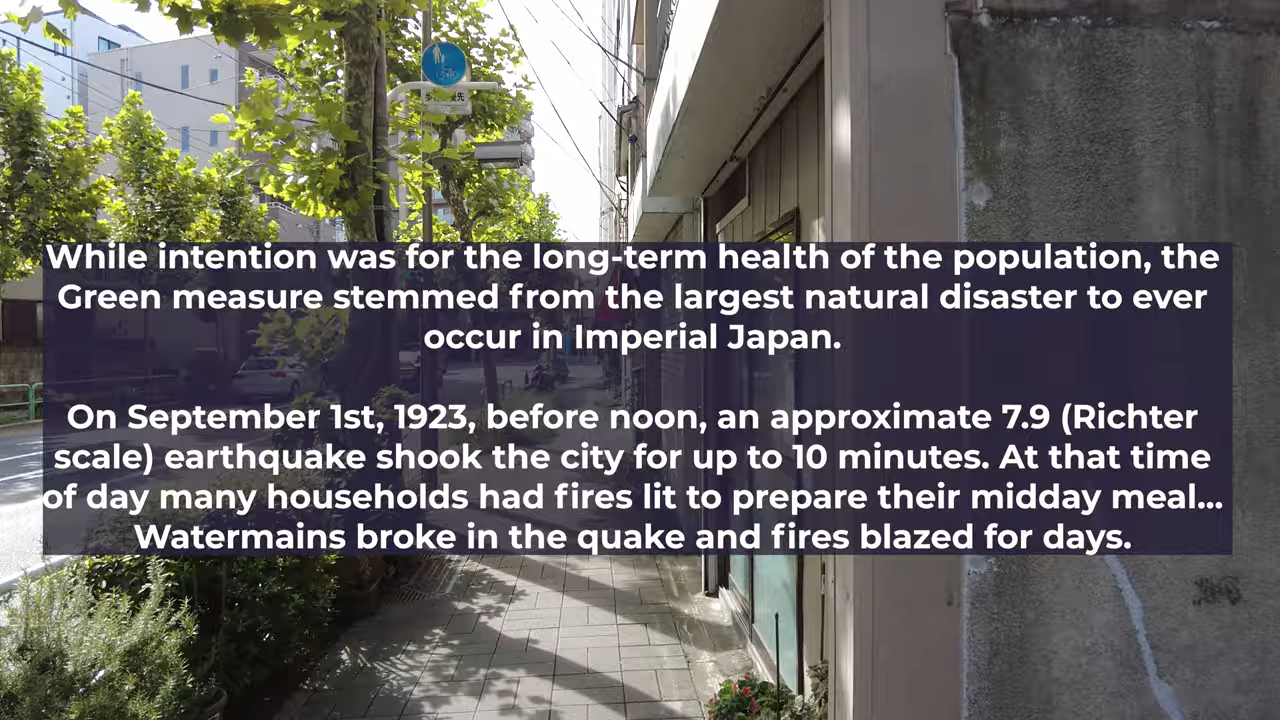 While intention was for the long-term health of the population, the
Green measure stemmed from the largest natural disaster to ever
occur in Imperial Japan.
On September 1st, 1923, before noon, an approximate 7.9 (Richter
scale) earthquake shook the city for up to 10 minutes. At that time
of day many households had fires lit to prepare their midday meal...
Watermains broke in the quake and fires blazed for days.